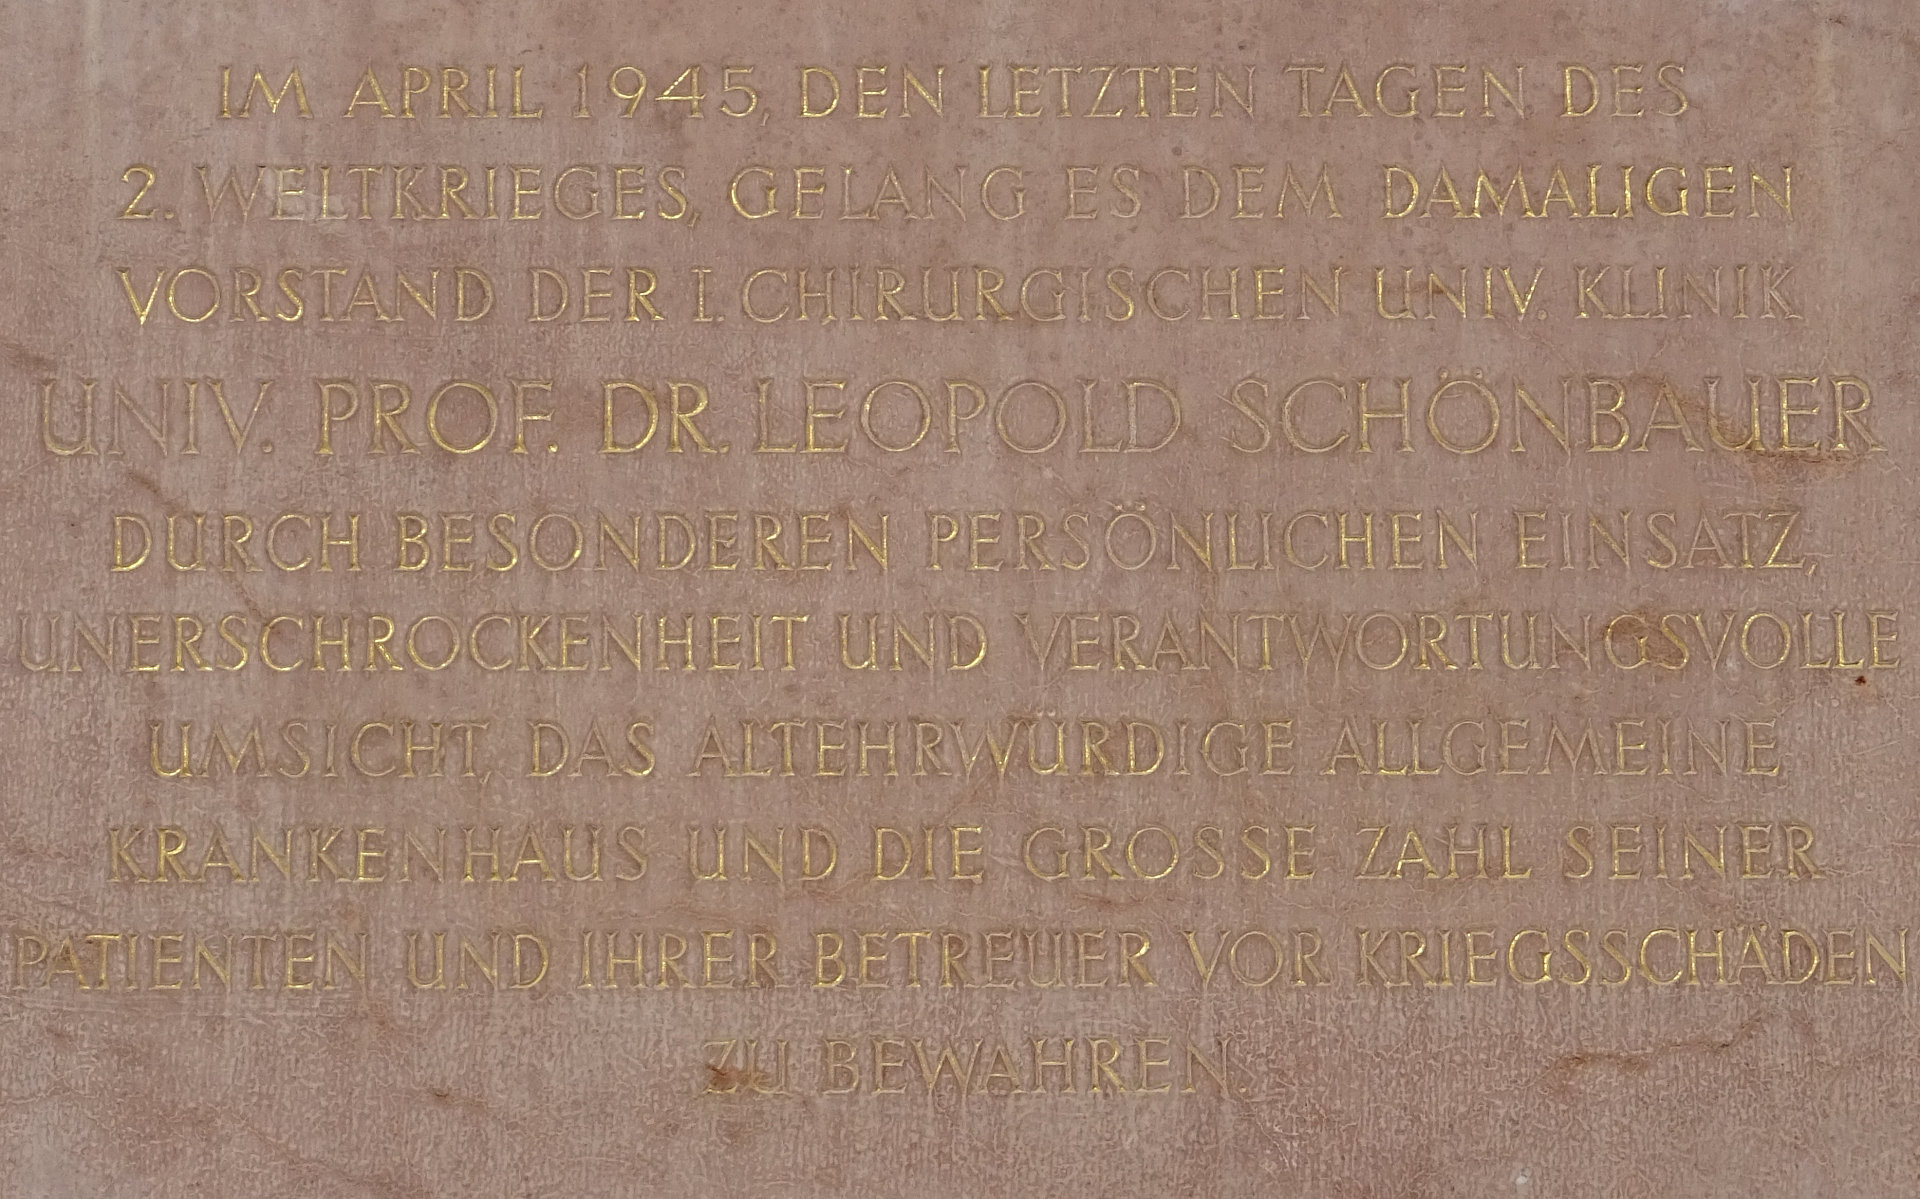 IM APRIL 1945, DEN LETZTEN TAGEN DES
2. WELTKRIEGES, GELANG ES DEM DAMALIGEN
VORSTAND DER I. CHIRURGISCHEN UNIV. KLINIK
UNIV. PROF. DR. LEOPOLD SCHÖNBAUER
DURCH BESONDEREN PERSÖNLICHEN EINSATZ,
UNERSCHROCKENHEIT UND VERANTWORTUNGSVOLLE
UMSICHT, DAS ALTEHRWÜRDIGE ALLGEMEINE
KRANKENHAUS UND DIE GROSSE ZAHL SEINER
PATIENTEN UND IHRER BETREUER VOR KRIEGSSCHÄDEN
ZU BEWAHREN.